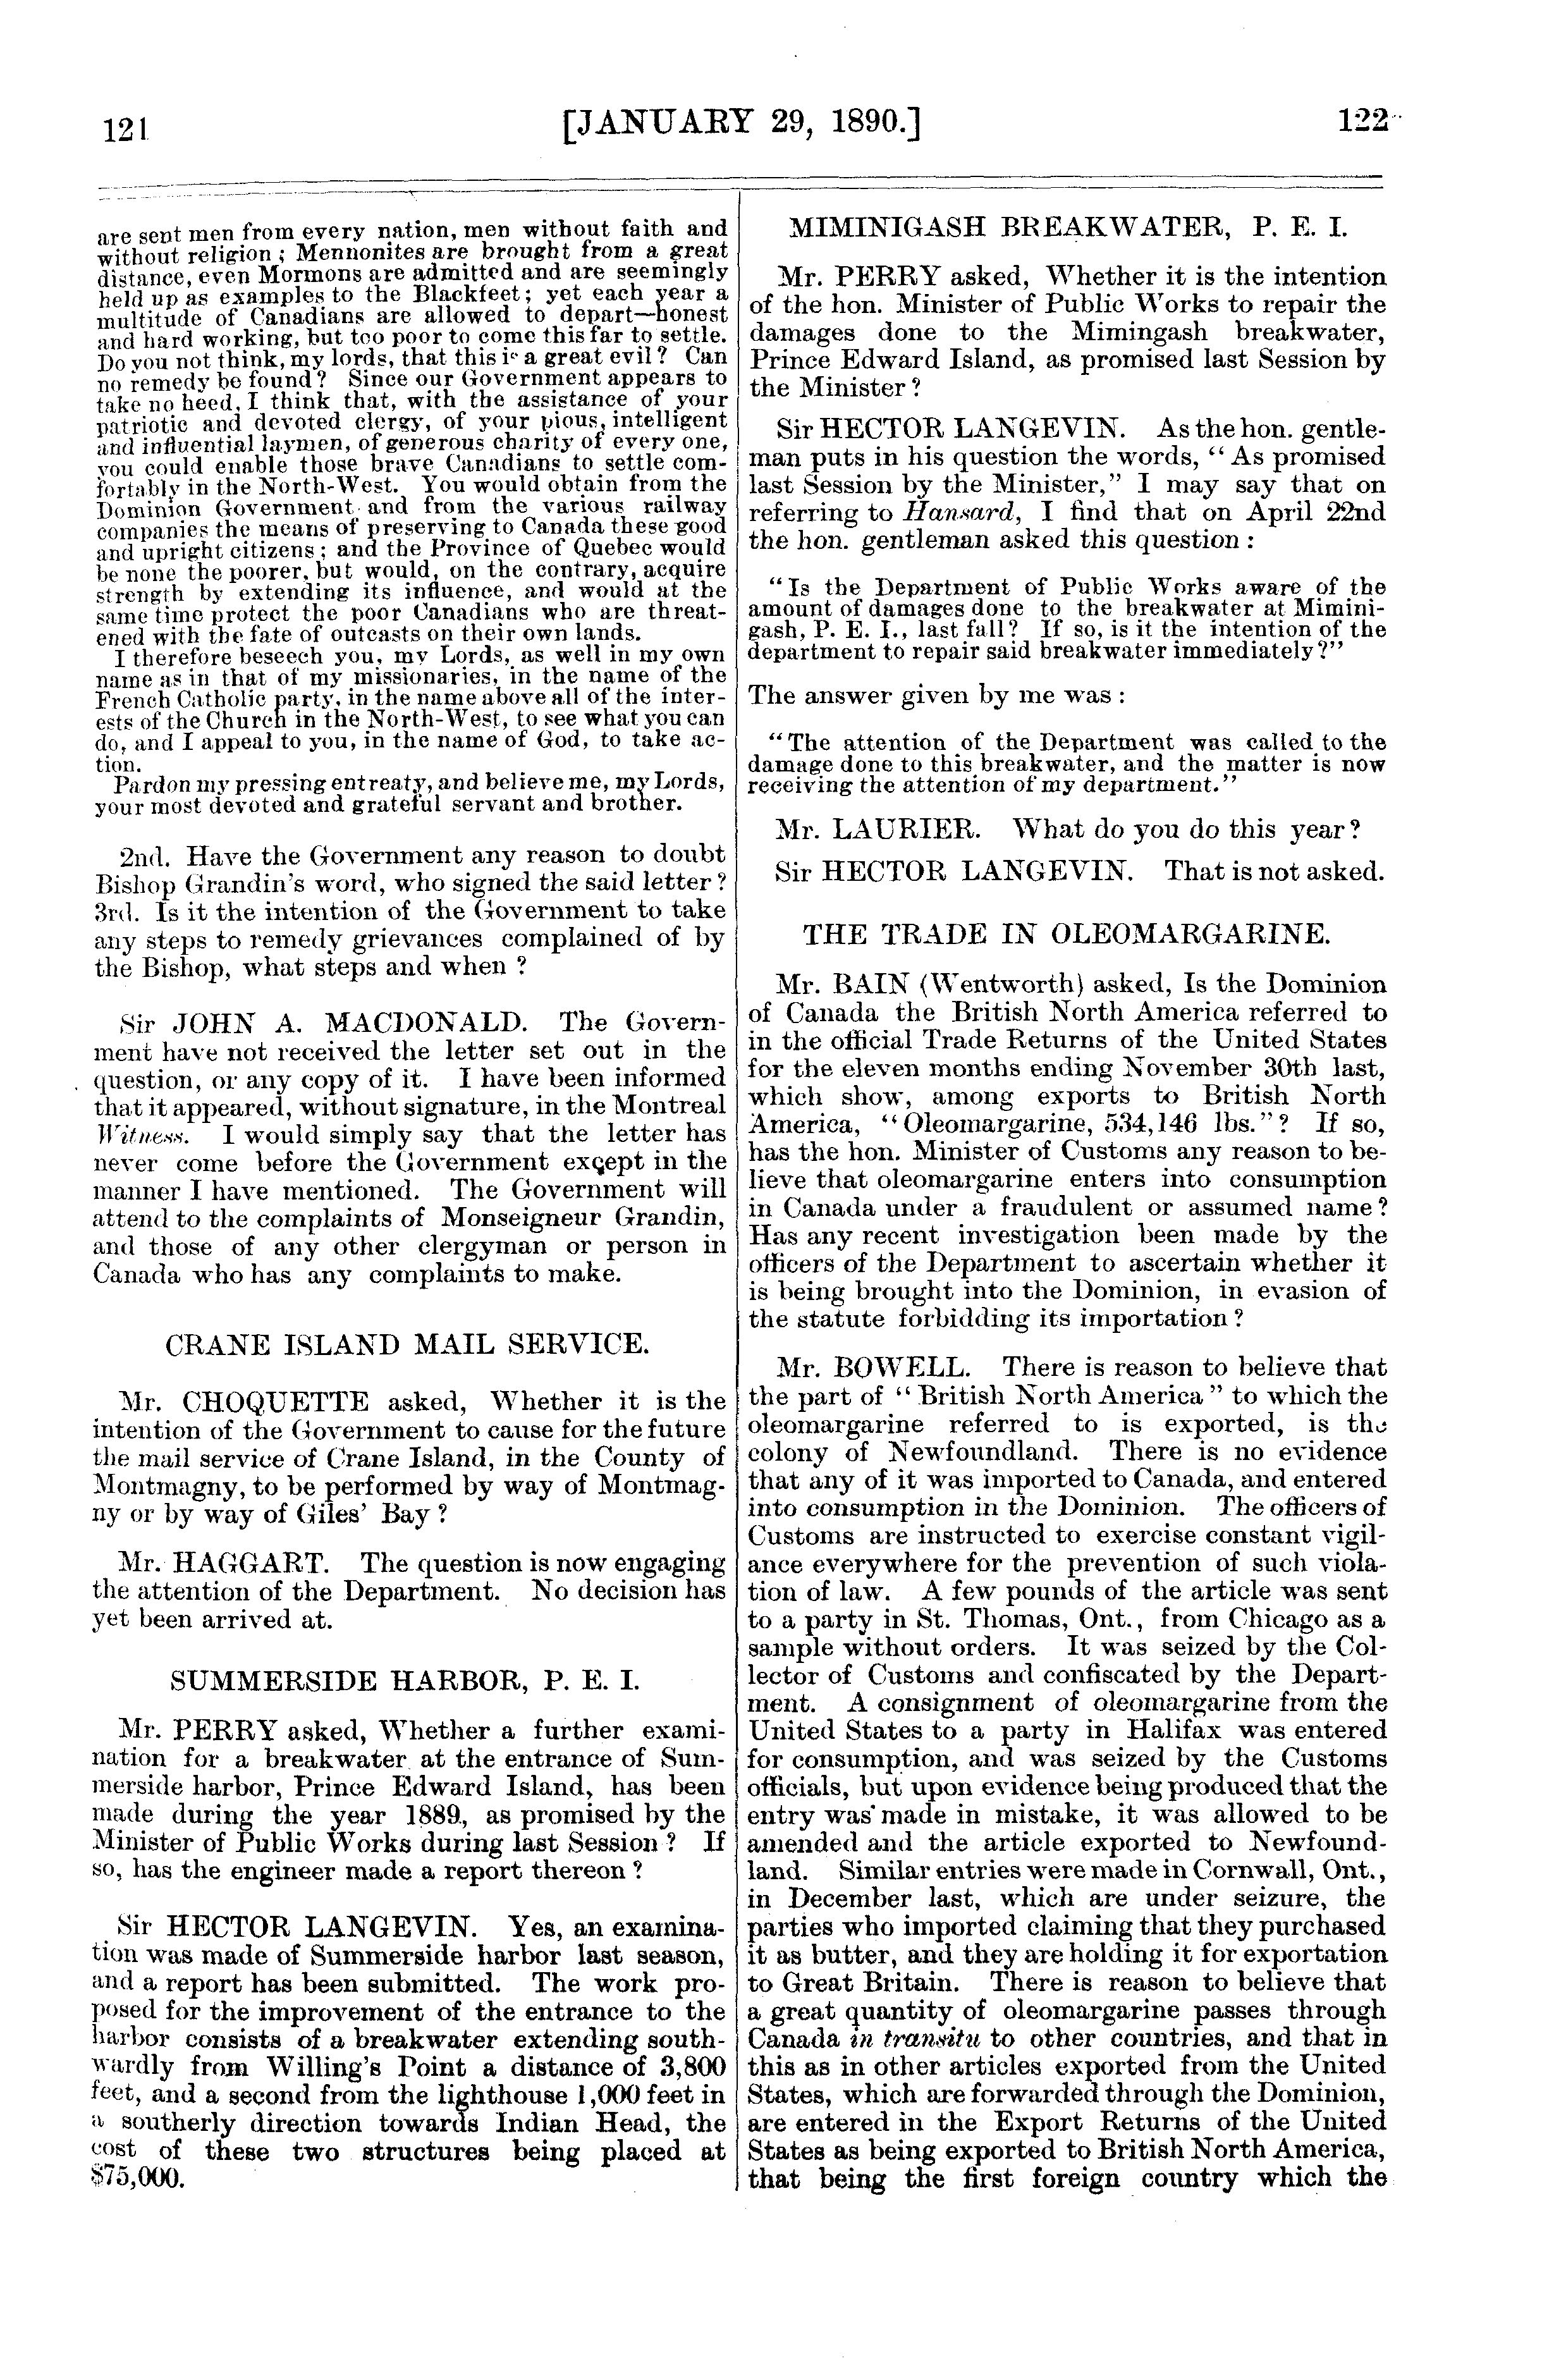 121
[JANUARY 29, 1890.]
122
are sent men from every nation, men without faith and
without religion ; Mennonites are brought from a great
distance, even Mormons are admitted and are seemingly
held up as examples to the Blackfeet; yet each year a
multitude of Canadians are allowed to depart—honest
and hard working, but too poor to come this far to settle.
Do you not think, my lords, that this is a great evil? Can
no remedy be found? Since our Government appears to
take no heed, I think that, with the assistance of your
patriotic and devoted clergy, of your pious, intelligent
and influential laymen, of generous charity of every one,
you could enable those brave Canadians to settle com-
fortably in the North-West. You would obtain from the
Dominion Government and from the various railway
companies the means of preserving to Canada these good
and upright citizens ; and the Province of Quebec would
be none the poorer, but would, on the contrary, acquire
strength by extending its influence, and would at the
same time protect the poor Canadians who are threat-
ened with the fate of outcasts on their own lands.
I therefore beseech you, my Lords, as well in my own
name as in that of my missionaries, in the name of the
French Catholic party, in the name above all of the inter-
ests of the Church in the North-West, to see what you can
do, and I appeal to you, in the name of God, to take ac-
tion.
Pardon my pressing entreaty, and believe me, my Lords,
your most devoted and grateful servant and brother.
2nd. Have the Government any reason to doubt
Bishop Grandin's word, who signed the said letter ?
3rd. Is it the intention of the Government to take
any steps to remedy grievances complained of by
the Bishop, what steps and when ?
Sir JOHN A. MACDONALD. The Govern-
ment have not received the letter set out in the
question, or any copy of it. I have been informed
that it appeared, without signature, in the Montreal
Witness. I would simply say that the letter has
never come before the Government except in the
manner I have mentioned. The Government will
attend to the complaints of Monseigneur Grandin,
and those of any other clergyman or person in
Canada who has any complaints to make.
CRANE ISLAND MAIL SERVICE.
Mr. CHOQUETTE asked, Whether it is the
intention of the Government to cause for the future
the mail service of Crane Island, in the County of
Montmagny, to be performed by way of Montmag-
ny or by way of Giles' Bay ?
Mr. HAGGART. The question is now engaging
the attention of the Department. No decision has
yet been arrived at.
SUMMERSIDE HARBOR, P. E. I.
Mr. PERRY asked, Whether a further exami-
nation for a breakwater at the entrance of Sum-
merside harbor, Prince Edward Island, has been
made during the year 1889, as promised by the
Minister of Public Works during last Session ? If
so, has the engineer made a report thereon ?
Sir HECTOR LANGEVIN. Yes, an examina-
tion was made of Summerside harbor last season,
and a report has been submitted. The work pro-
posed for the improvement of the entrance to the
harbor consists of a breakwater extending south-
wardly from Willing's Point a distance of 3,800
feet, and a second from the lighthouse 1,000 feet in
a southerly direction towards Indian Head, the
cost of these two structures being placed at
$75,000.
MIMINIGASH BREAKWATER, P. E. I.
Mr. PERRY asked, Whether it is the intention
of the hon. Minister of Public Works to repair the
damages done to the Mimingash breakwater,
Prince Edward Island, as promised last Session by
the Minister ?
Sir HECTOR LANGEVIN. As the hon. gentle-
man puts in his question the words, "As promised
last Session by the Minister," I may say that on
referring to Hansard, I find that on April 22nd
the hon. gentleman asked this question :
"Is the Department of Public Works aware of the
amount of damages done to the breakwater at Mimini-
gash, P. E. I., last fall? If so, is it the intention of the
department to repair said breakwater immediately?"
The answer given by me was :
"The attention of the Department was called to the
damage done to this breakwater, and the matter is now
receiving the attention of my department."
Mr. LAURIER. What do you do this year?
Sir HECTOR LANGEVIN. That is not asked.
THE TRADE IN OLEOMARGARINE.
Mr. BAIN (Wentworth) asked, Is the Dominion
of Canada the British North America referred to
in the official Trade Returns of the United States
for the eleven months ending November 30th last,
which show, among exports to British North
America, "Oleomargarine, 534,146 lbs."? If so,
has the hon. Minister of Customs any reason to be-
lieve that oleomargarine enters into consumption
in Canada under a fraudulent or assumed name?
Has any recent investigation been made by the
officers of the Department to ascertain whether it
is being brought into the Dominion, in evasion of
the statute forbidding its importation ?
Mr. BOWELL. There is reason to believe that
the part of "British North America" to which the
oleomargarine referred to is exported, is the
colony of Newfoundland. There is no evidence
that any of it was imported to Canada, and entered
into consumption in the Dominion. The officers of
Customs are instructed to exercise constant vigil-
ance everywhere for the prevention of such viola-
tion of law. A few pounds of the article was sent
to a party in St. Thomas, Ont., from Chicago as a
sample without orders. It was seized by the Col-
lector of Customs and confiscated by the Depart-
ment. A consignment of oleomargarine from the
United States to a party in Halifax was entered
for consumption, and was seized by the Customs
officials, but upon evidence being produced that the
entry was made in mistake, it was allowed to be
amended and the article exported to Newfound-
land. Similar entries were made in Cornwall, Ont.,
in December last, which are under seizure, the
parties who imported claiming that they purchased
it as butter, and they are holding it for exportation
to Great Britain. There is reason to believe that
a great quantity of oleomargarine passes through
Canada in transitu to other countries, and that in
this as in other articles exported from the United
States, which are forwarded through the Dominion,
are entered in the Export Returns of the United
States as being exported to British North America,
that being the first foreign country which the